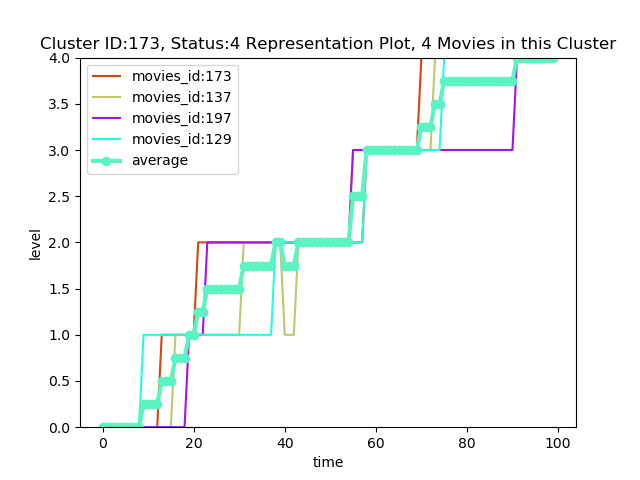 Cluster ID:173, Status:4 Representation Plot, 4 Movies in this Cluster
4.0
3.5
3.0
2.5
2.0
1.5
1.0
0.5
0.0
level
movies_id:173
movies_id:137
movies_id:197
movies_id:129
average
0 20 40 60 80 100
time